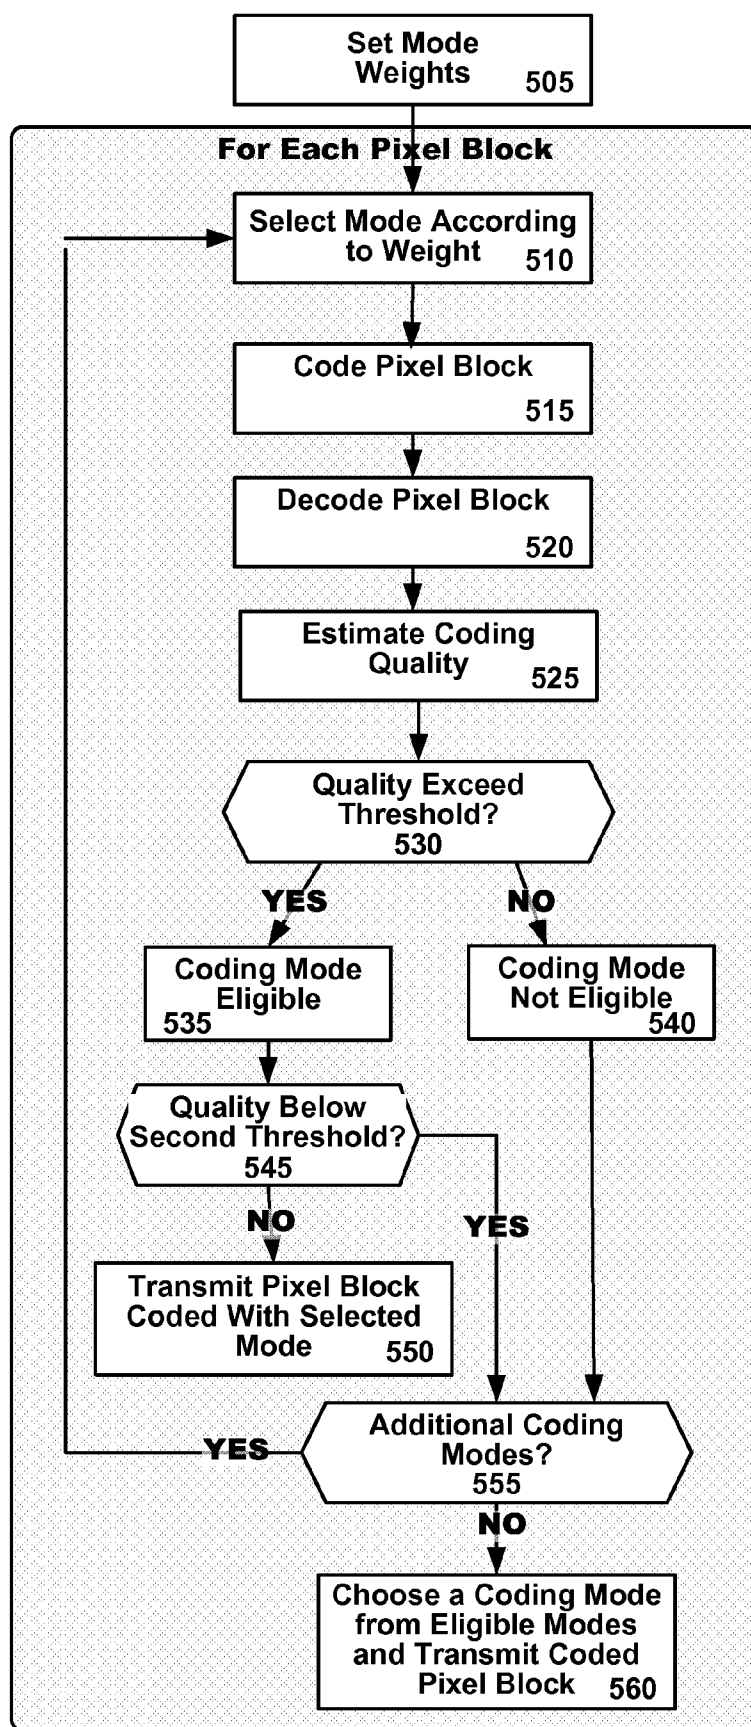 Set Mode
Weights
505
For Each Pixel Block
Select Mode According
to Weight
510
Code Pixel Block
515
Decode Pixel Block
520
Estimate Coding
Quality
525
Quality Exceed
Threshold?
530
YES
NO
Coding Mode
Eligible
535
Coding Mode
Not Eligible
540
Quality Below
Second Threshold?
545
NO
YES
Transmit Pixel Block
Coded With Selected
Mode
550
Additional Coding
Modes?
555
YES
NO
Choose a Coding Mode
from Eligible Modes
and Transmit Coded
Pixel Block
560